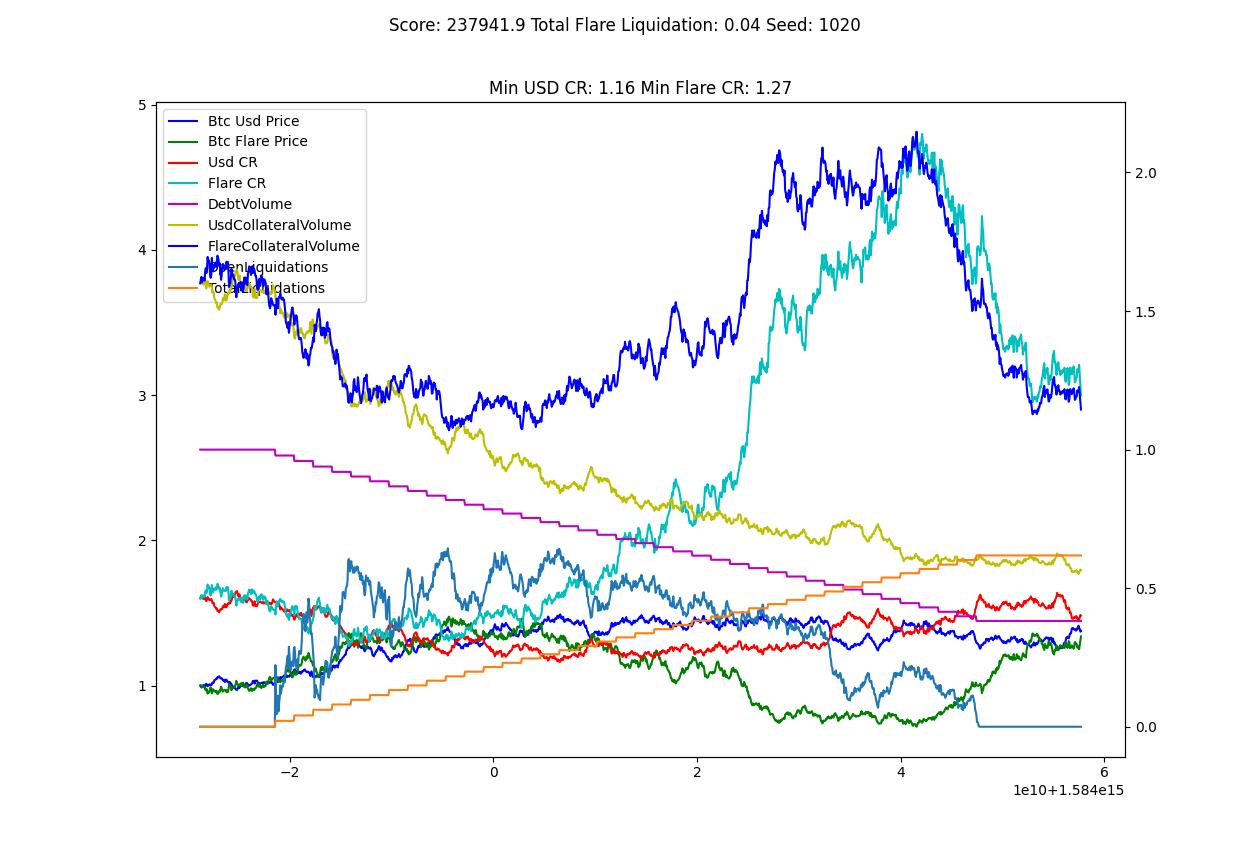 Score: 237941.9 Total Flare Liquidation: 0.04 Seed: 1020
Min USD CR: 1.16 Min Flare CR: 1.27
Btc Usd Price
Btc Flare Price
Usd CR
Flare CR
DebtVolume
UsdCollateralVolume
FlareCollateralVolume
OpenLiquidations
TotalLiquidations
5
4
3
2
1
2.0
1.5
1.0
0.5
0.0
−2
0
2
4
6
1e10+1.584e15